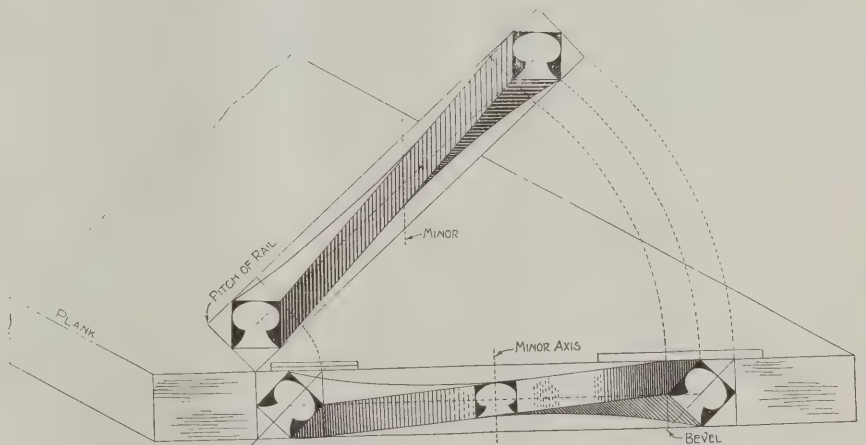 MINOR
PITCH OF RAIL
PLANK
MINOR AXIS
BEVEL